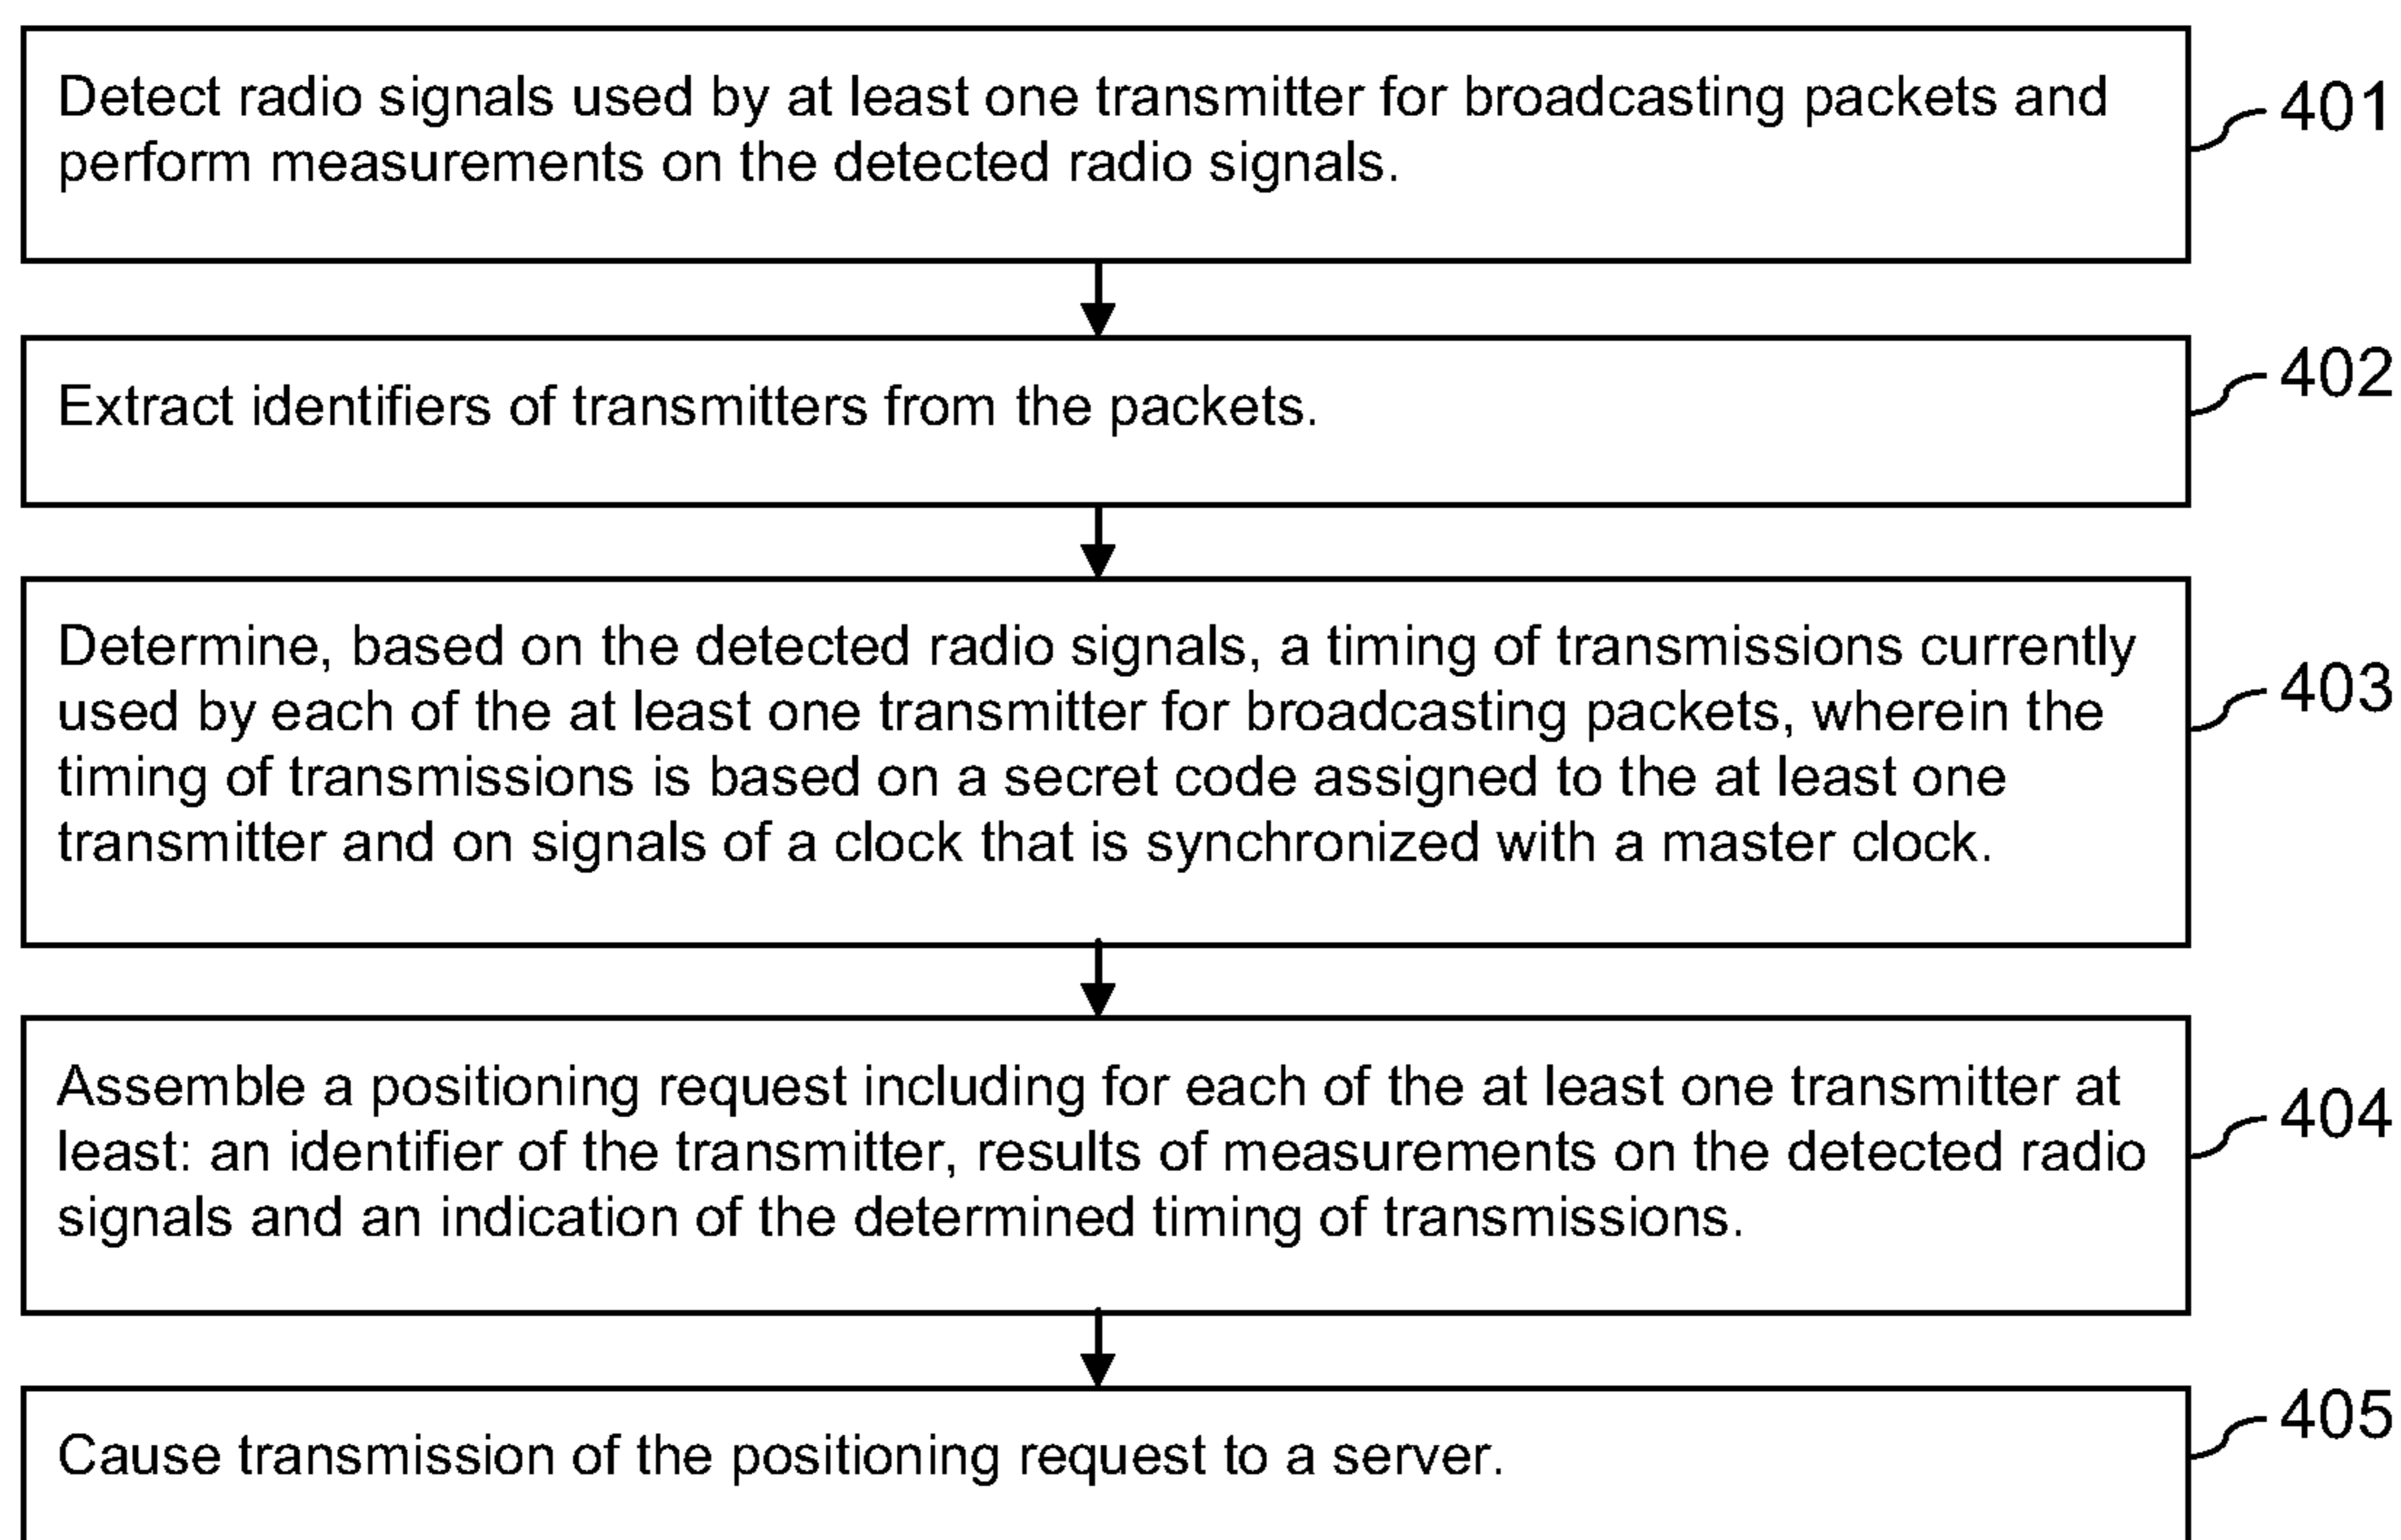 Detect radio signals used by at least one transmitter for broadcasting packets and
perform measurements on the detected radio signals.
401
Extract identifiers of transmitters from the packets.
402
Determine, based on the detected radio signals, a timing of transmissions currently
used by each of the at least one transmitter for broadcasting packets, wherein the
timing of transmissions is based on a secret code assigned to the at least one
transmitter and on signals of a clock that is synchronized with a master clock.
403
Assemble a positioning request including for each of the at least one transmitter at
least: an identifier of the transmitter, results of measurements on the detected radio
signals and an indication of the determined timing of transmissions.
404
Cause transmission of the positioning request to a server.
405